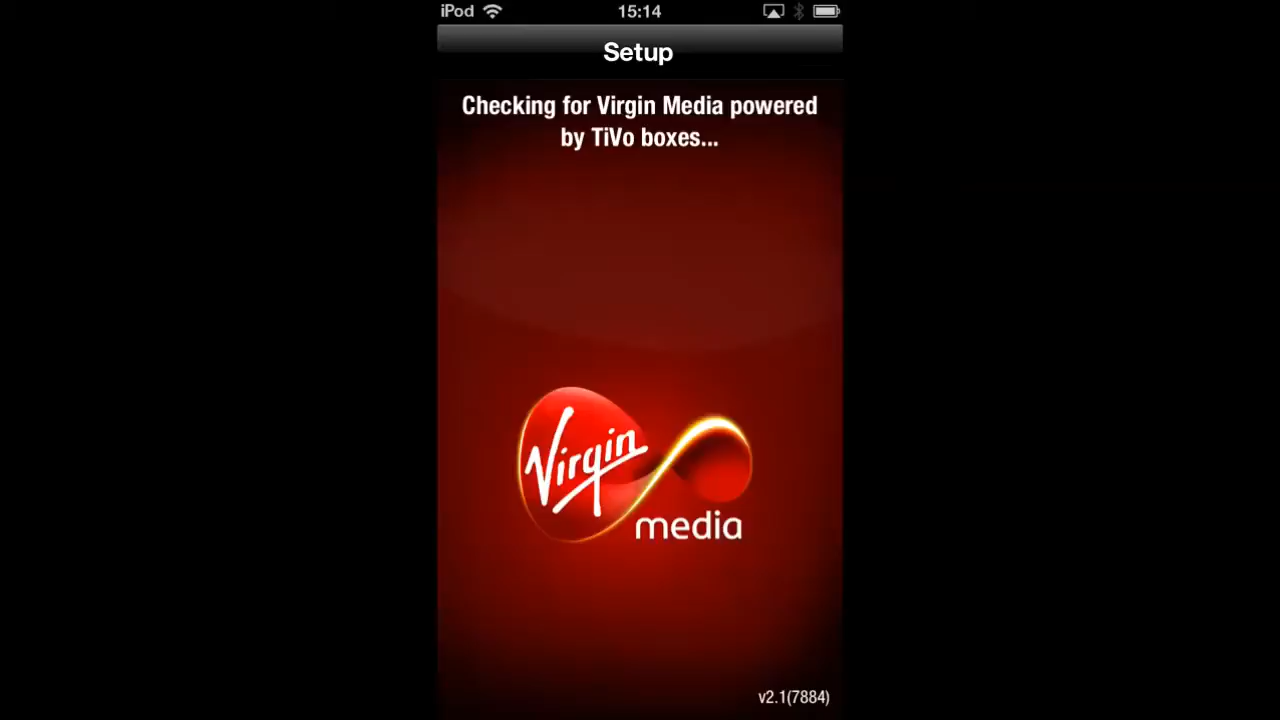 iPod 15:14
Setup
Checking for Virgin Media powered
by TiVo boxes...
Virgin
media
v2.1(7884)